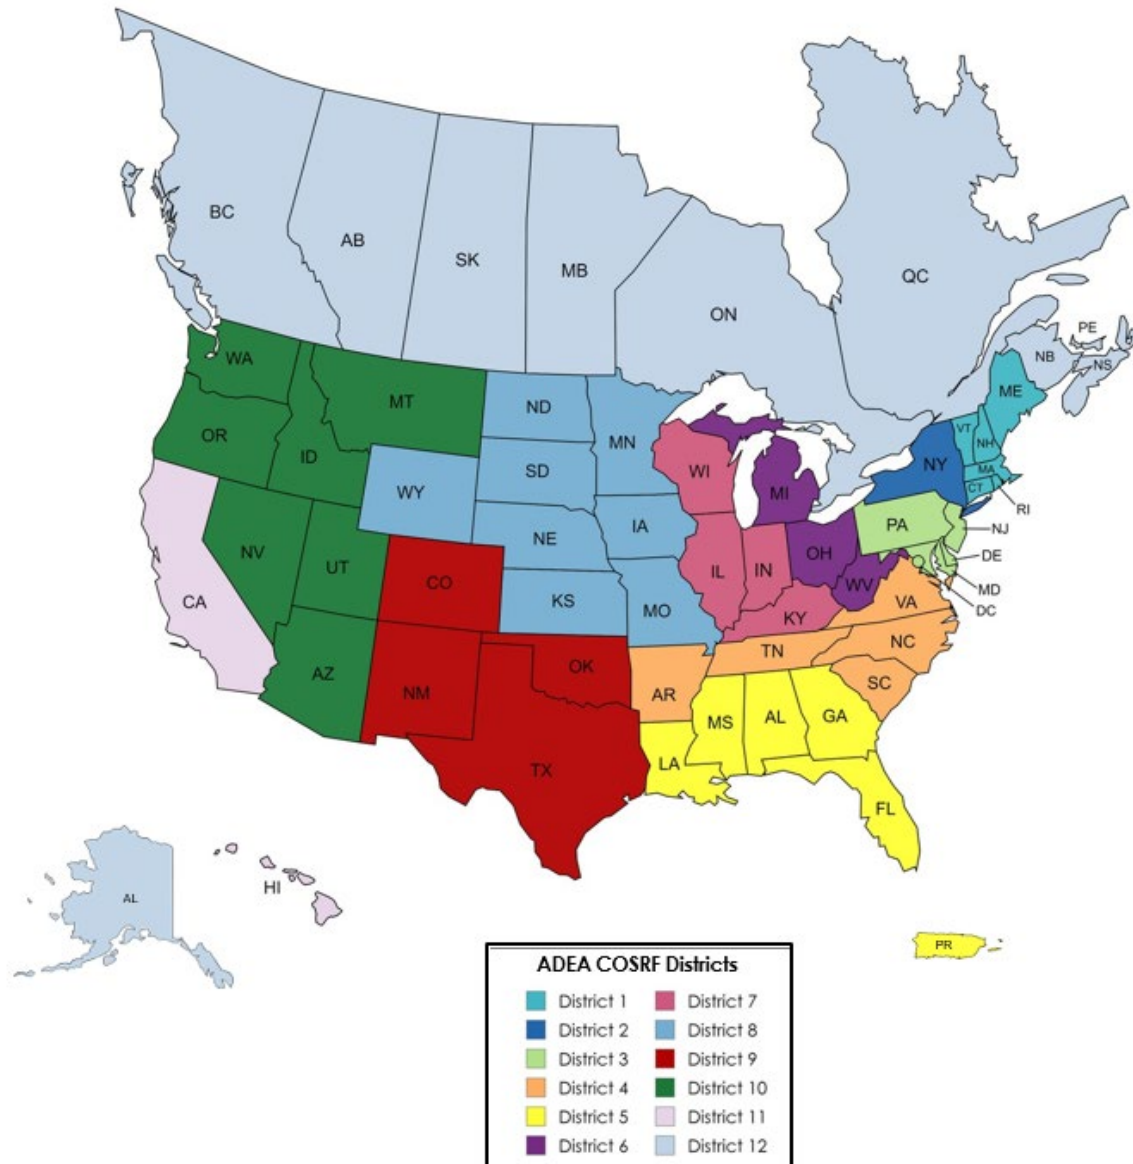 BC
AB
SK
MB
ON
QC
PE
NB
NS
WA
MT
ND
MN
ME
VT
NH
OR
ID
SD
WI
MI
NY
MA
CT
RI
WY
IA
PA
NJ
NV
UT
NE
IL
IN
OH
DE
MD
A
CA
CO
KS
MO
WV
VA
DC
KY
AZ
NM
OK
AR
TN
NC
SC
TX
LA
MS
AL
GA
FL
AL
HI
PR
ADEA COSRF Districts
District 1
District 2
District 3
District 4
District 5
District 6
District 7
District 8
District 9
District 10
District 11
District 12